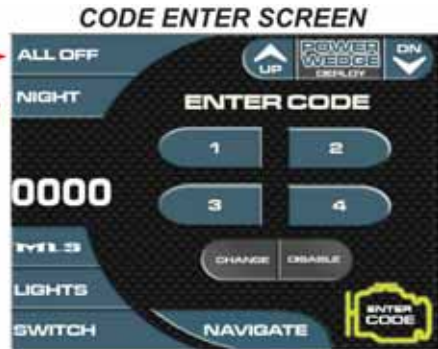 CODE ENTER SCREEN
ALL OFF
UP
POWER
WEDGE
DEPLOY
DN
NIGHT
ENTER CODE
1
2
0000
3
4
MLS
CHANGE
DISABLE
LIGHTS
ENTER
CODE
SWITCH
NAVIGATE